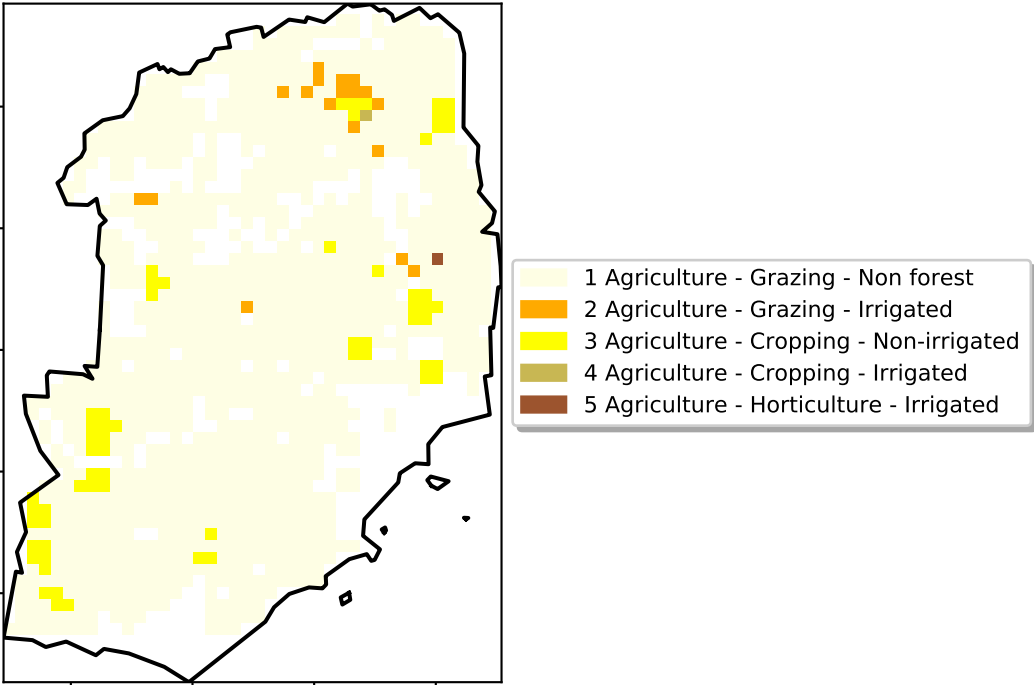 1 Agriculture - Grazing - Non forest
2 Agriculture - Grazing - Irrigated
3 Agriculture - Cropping - Non-irrigated
4 Agriculture - Cropping - Irrigated
5 Agriculture - Horticulture - Irrigated